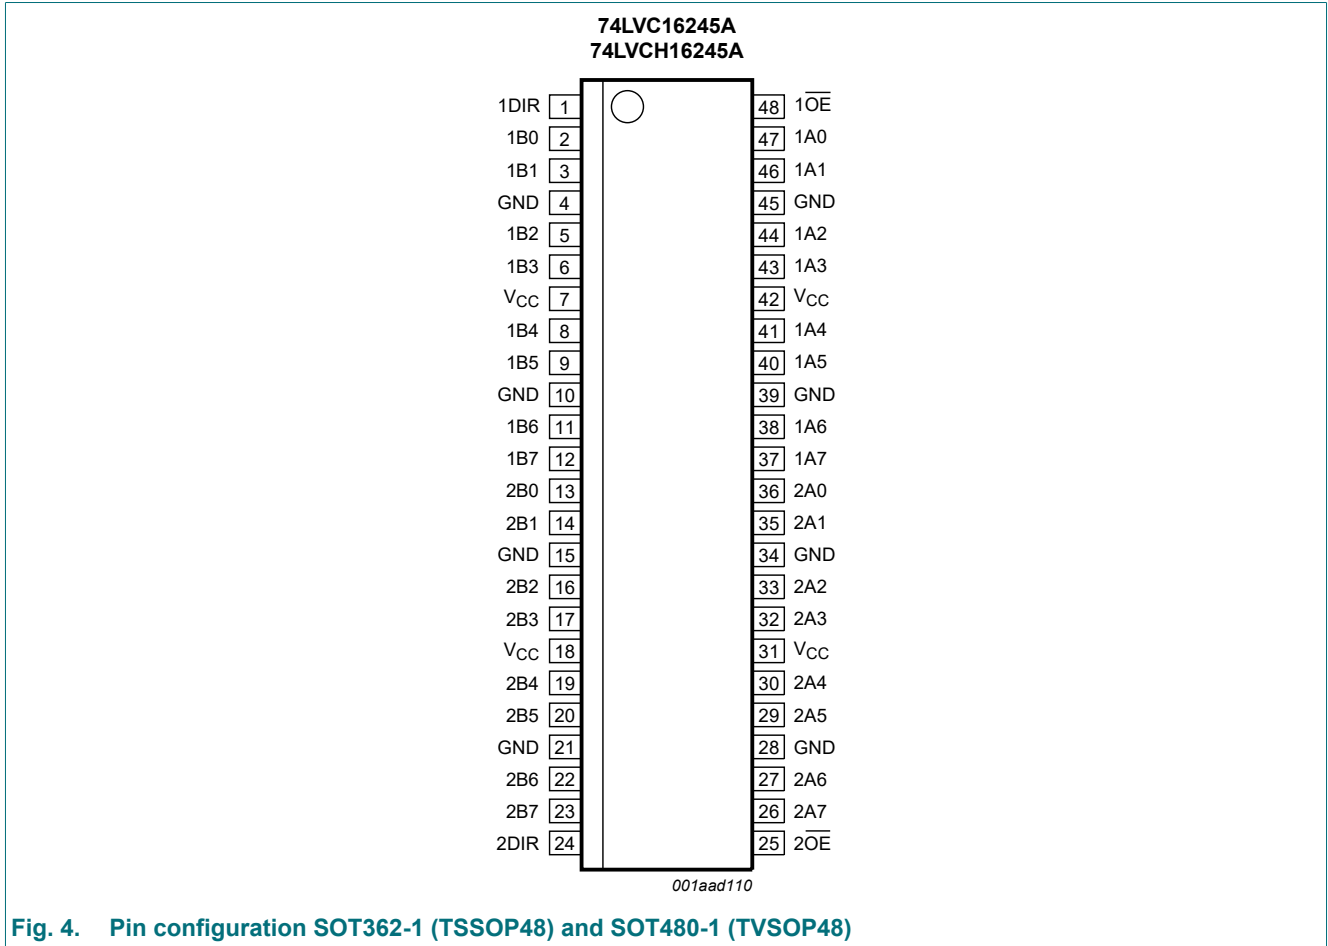 74LVC16245A
74LVCH16245A
1DIR 1 48 1O̅E̅
1B0 2 47 1A0
1B1 3 46 1A1
GND 4 45 GND
1B2 5 44 1A2
1B3 6 43 1A3
VCC 7 42 VCC
1B4 8 41 1A4
1B5 9 40 1A5
GND 10 39 GND
1B6 11 38 1A6
1B7 12 37 1A7
2B0 13 36 2A0
2B1 14 35 2A1
GND 15 34 GND
2B2 16 33 2A2
2B3 17 32 2A3
VCC 18 31 VCC
2B4 19 30 2A4
2B5 20 29 2A5
GND 21 28 GND
2B6 22 27 2A6
2B7 23 26 2A7
2DIR 24 25 2O̅E̅
001aad110
Fig. 4. Pin configuration SOT362-1 (TSSOP48) and SOT480-1 (TVSOP48)